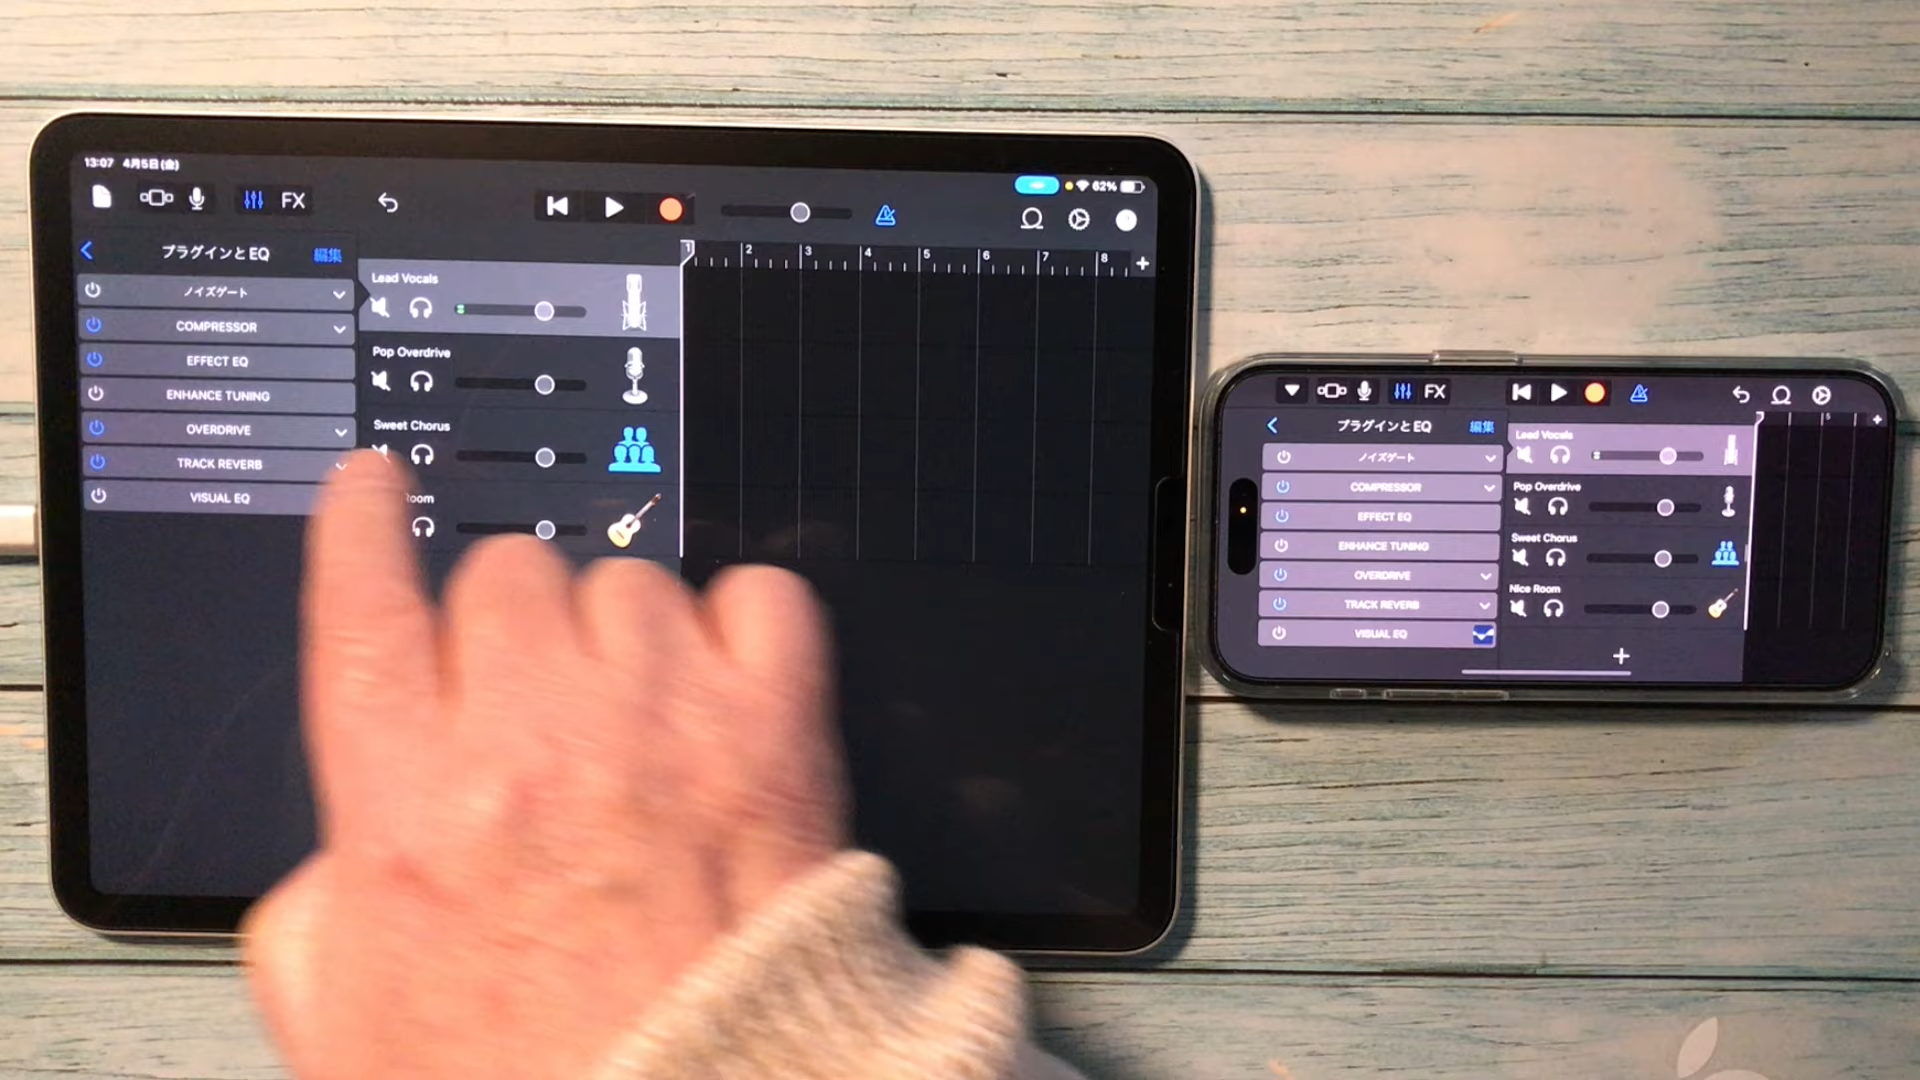 13:07 4月5日(金)
62%
FX
プラグインとEQ 編集
ノイズゲート
COMPRESSOR
EFFECT EQ
ENHANCE TUNING
OVERDRIVE
TRACK REVERB
VISUAL EQ
Lead Vocals
Pop Overdrive
Sweet Chorus
Room
1 2 3 4 5 6 7 8 +
FX
プラグインとEQ 編集
ノイズゲート
COMPRESSOR
EFFECT EQ
ENHANCE TUNING
OVERDRIVE
TRACK REVERB
VISUAL EQ
Lead Vocals
Pop Overdrive
Sweet Chorus
Nice Room
5 +
+